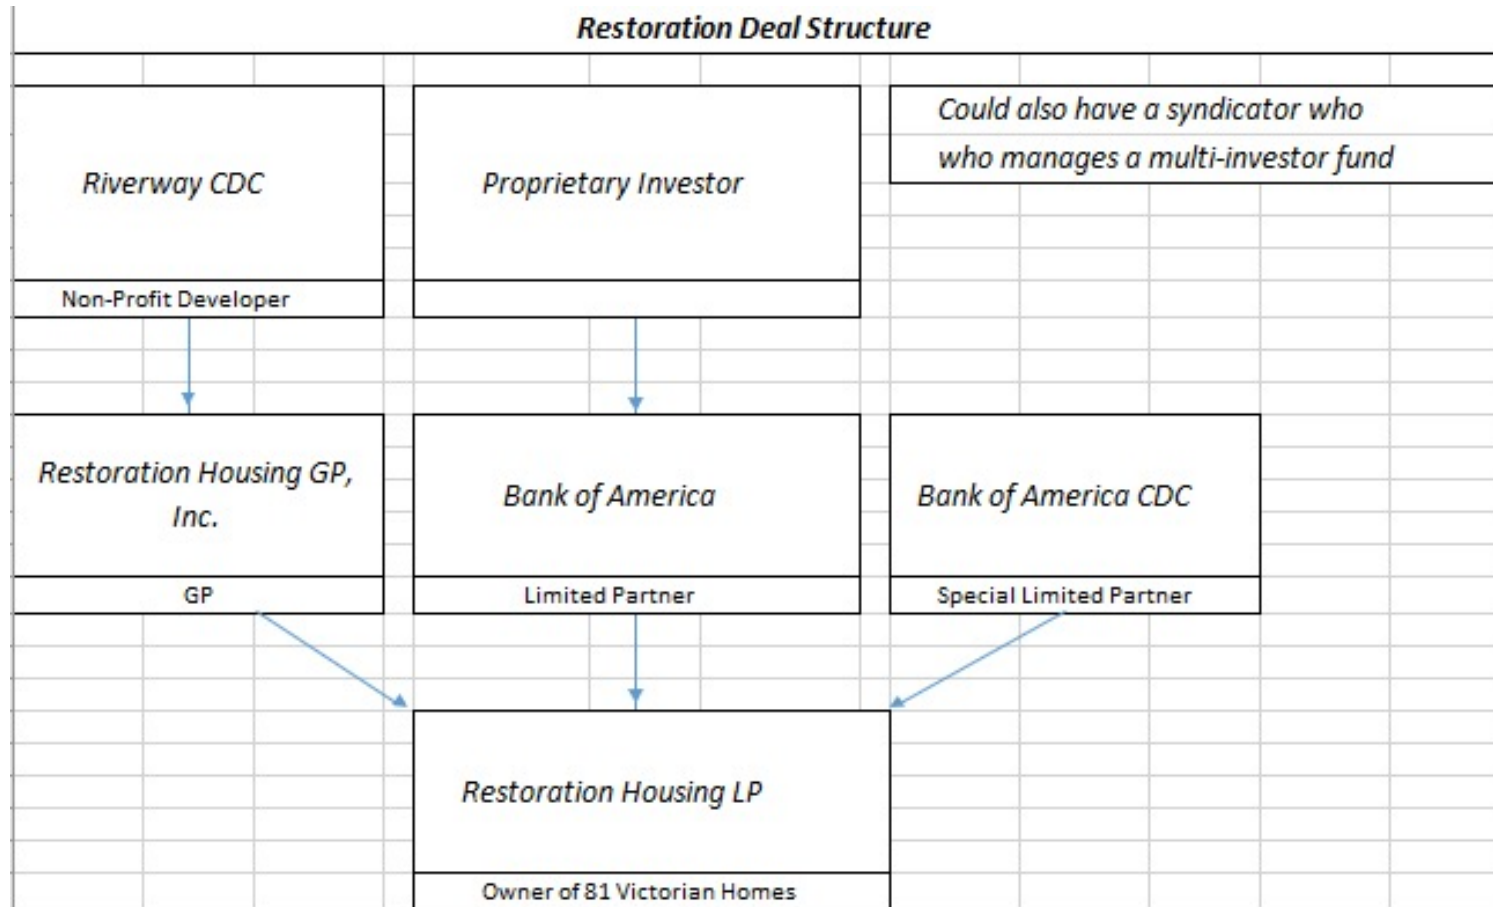 Restoration Deal Structure
Riverway CDC
Non-Profit Developer
Proprietary Investor
Could also have a syndicator who
who manages a multi-investor fund
Restoration Housing GP,
Inc.
GP
Bank of America
Limited Partner
Bank of America CDC
Special Limited Partner
Restoration Housing LP
Owner of 81 Victorian Homes